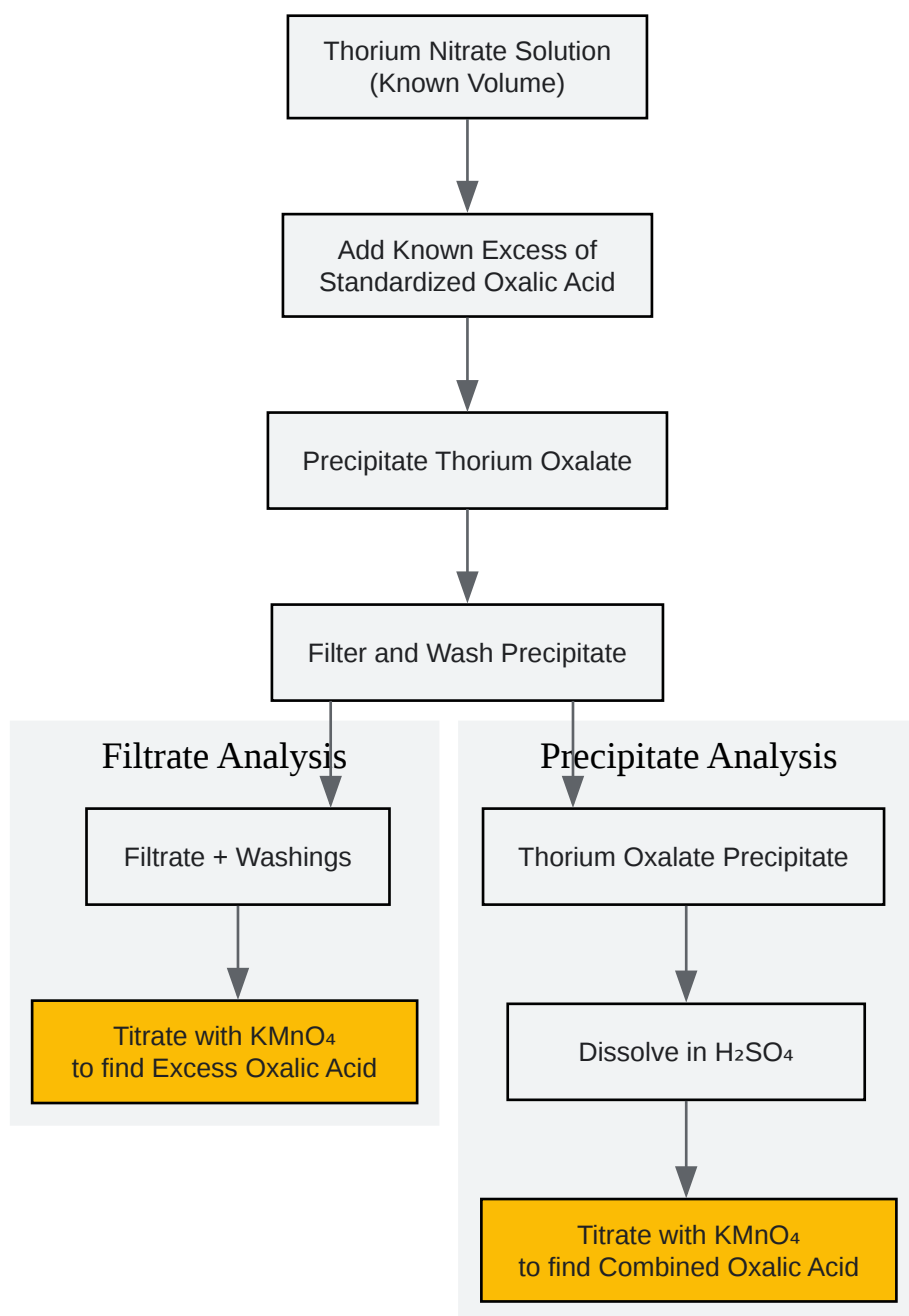 Thorium Nitrate Solution
(Known Volume)
Add Known Excess of
Standardized Oxalic Acid
Precipitate Thorium Oxalate
Filter and Wash Precipitate
Filtrate Analysis
Filtrate + Washings
Titrate with KMnO₄
to find Excess Oxalic Acid
Precipitate Analysis
Thorium Oxalate Precipitate
Dissolve in H₂SO₄
Titrate with KMnO₄
to find Combined Oxalic Acid